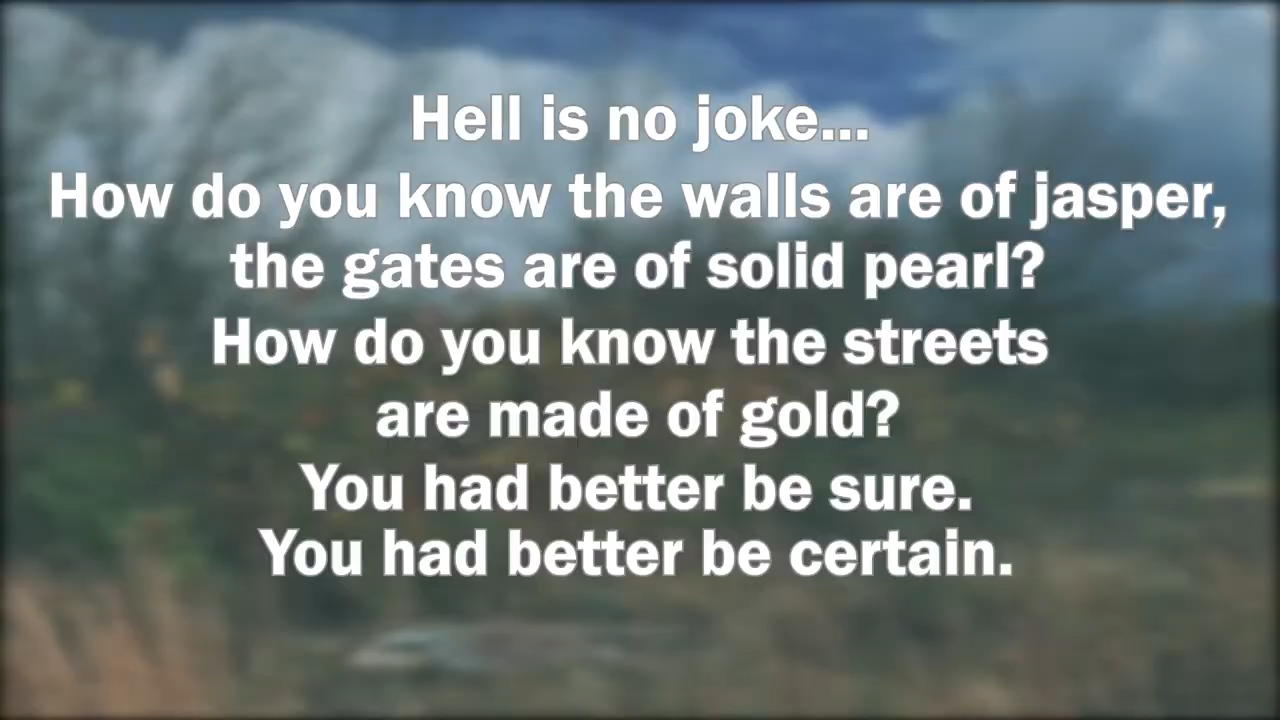 Hell is no joke...
How do you know the walls are of jasper,
the gates are of solid pearl?
How do you know the streets
are made of gold?
You had better be sure.
You had better be certain.